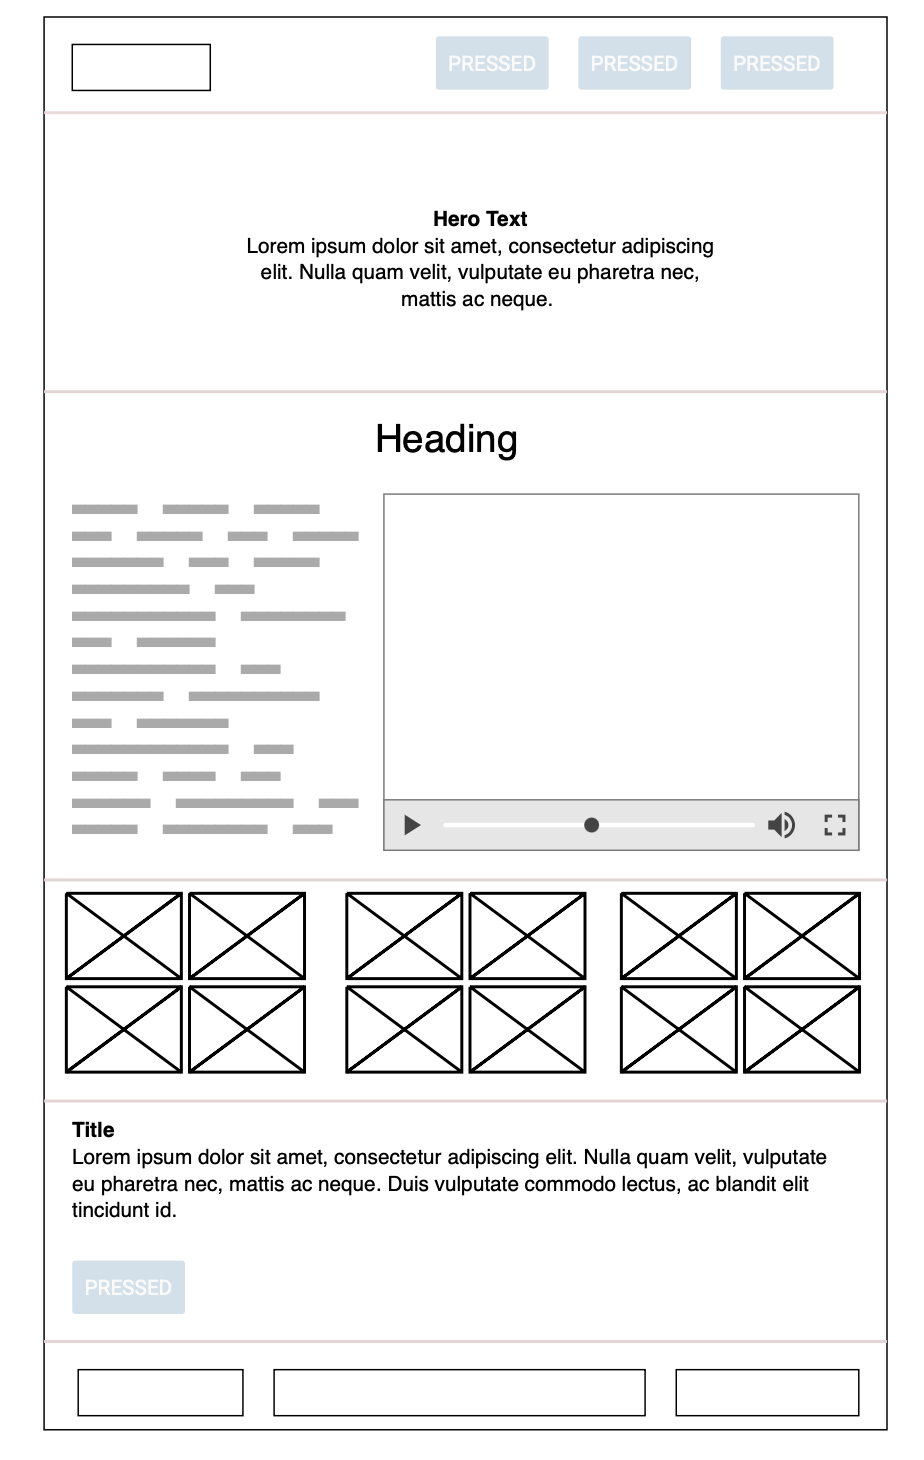 PRESSED PRESSED PRESSED
Hero Text
Lorem ipsum dolor sit amet, consectetur adipiscing
elit. Nulla quam velit, vulputate eu pharetra nec,
mattis ac neque.
Heading
Title
Lorem ipsum dolor sit amet, consectetur adipiscing elit. Nulla quam velit, vulputate
eu pharetra nec, mattis ac neque. Duis vulputate commodo lectus, ac blandit elit
tincidunt id.
PRESSED